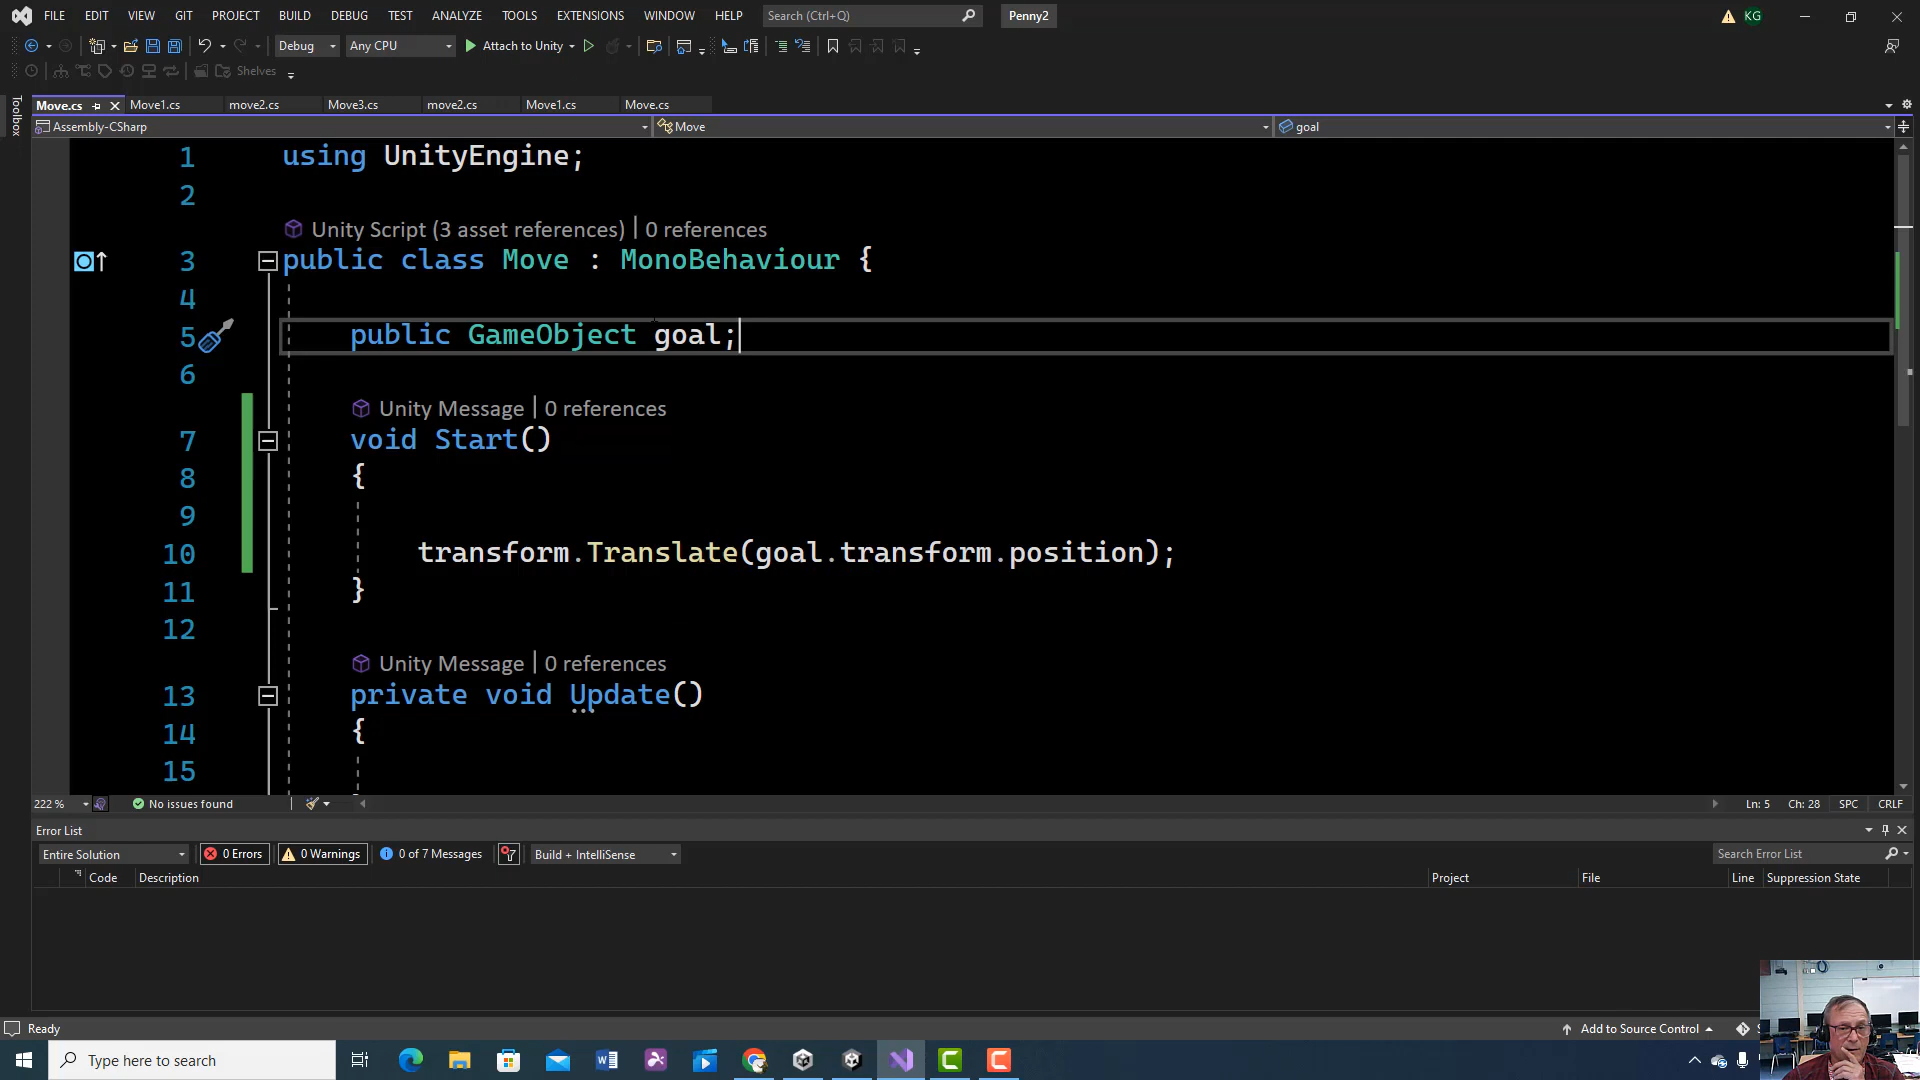 FILE EDIT VIEW GIT PROJECT BUILD DEBUG TEST ANALYZE TOOLS EXTENSIONS WINDOW HELP Search (Ctrl+Q) Penny2 KG
Debug Any CPU Attach to Unity
Shelves
Toolbox
Move.cs Move1.cs move2.cs Move3.cs move2.cs Move1.cs Move.cs
Assembly-CSharp Move goal
1 using UnityEngine;
2
Unity Script (3 asset references) | 0 references
3 public class Move : MonoBehaviour {
4
5 public GameObject goal;
6
Unity Message | 0 references
7 void Start()
8 {
9
10 transform.Translate(goal.transform.position);
11 }
12
Unity Message | 0 references
13 private void Update()
14 {
15
222 % No issues found Ln: 5 Ch: 28 SPC CRLF
Error List
Entire Solution 0 Errors 0 Warnings 0 of 7 Messages Build + IntelliSense Search Error List
Code Description Project File Line Suppression State
Ready Add to Source Control
Type here to search